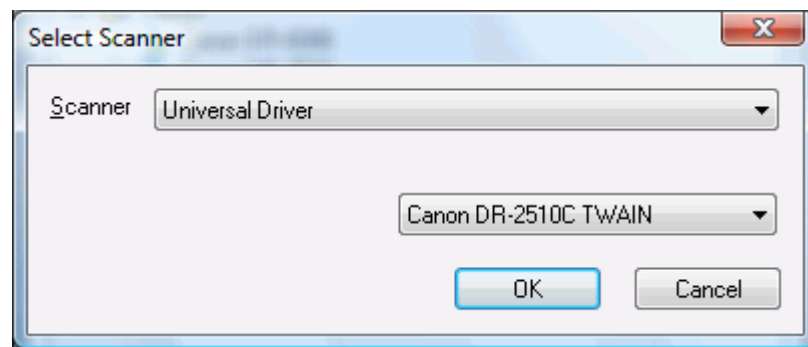 Select Scanner
Scanner Universal Driver
Canon DR-2510C TWAIN
OK Cancel